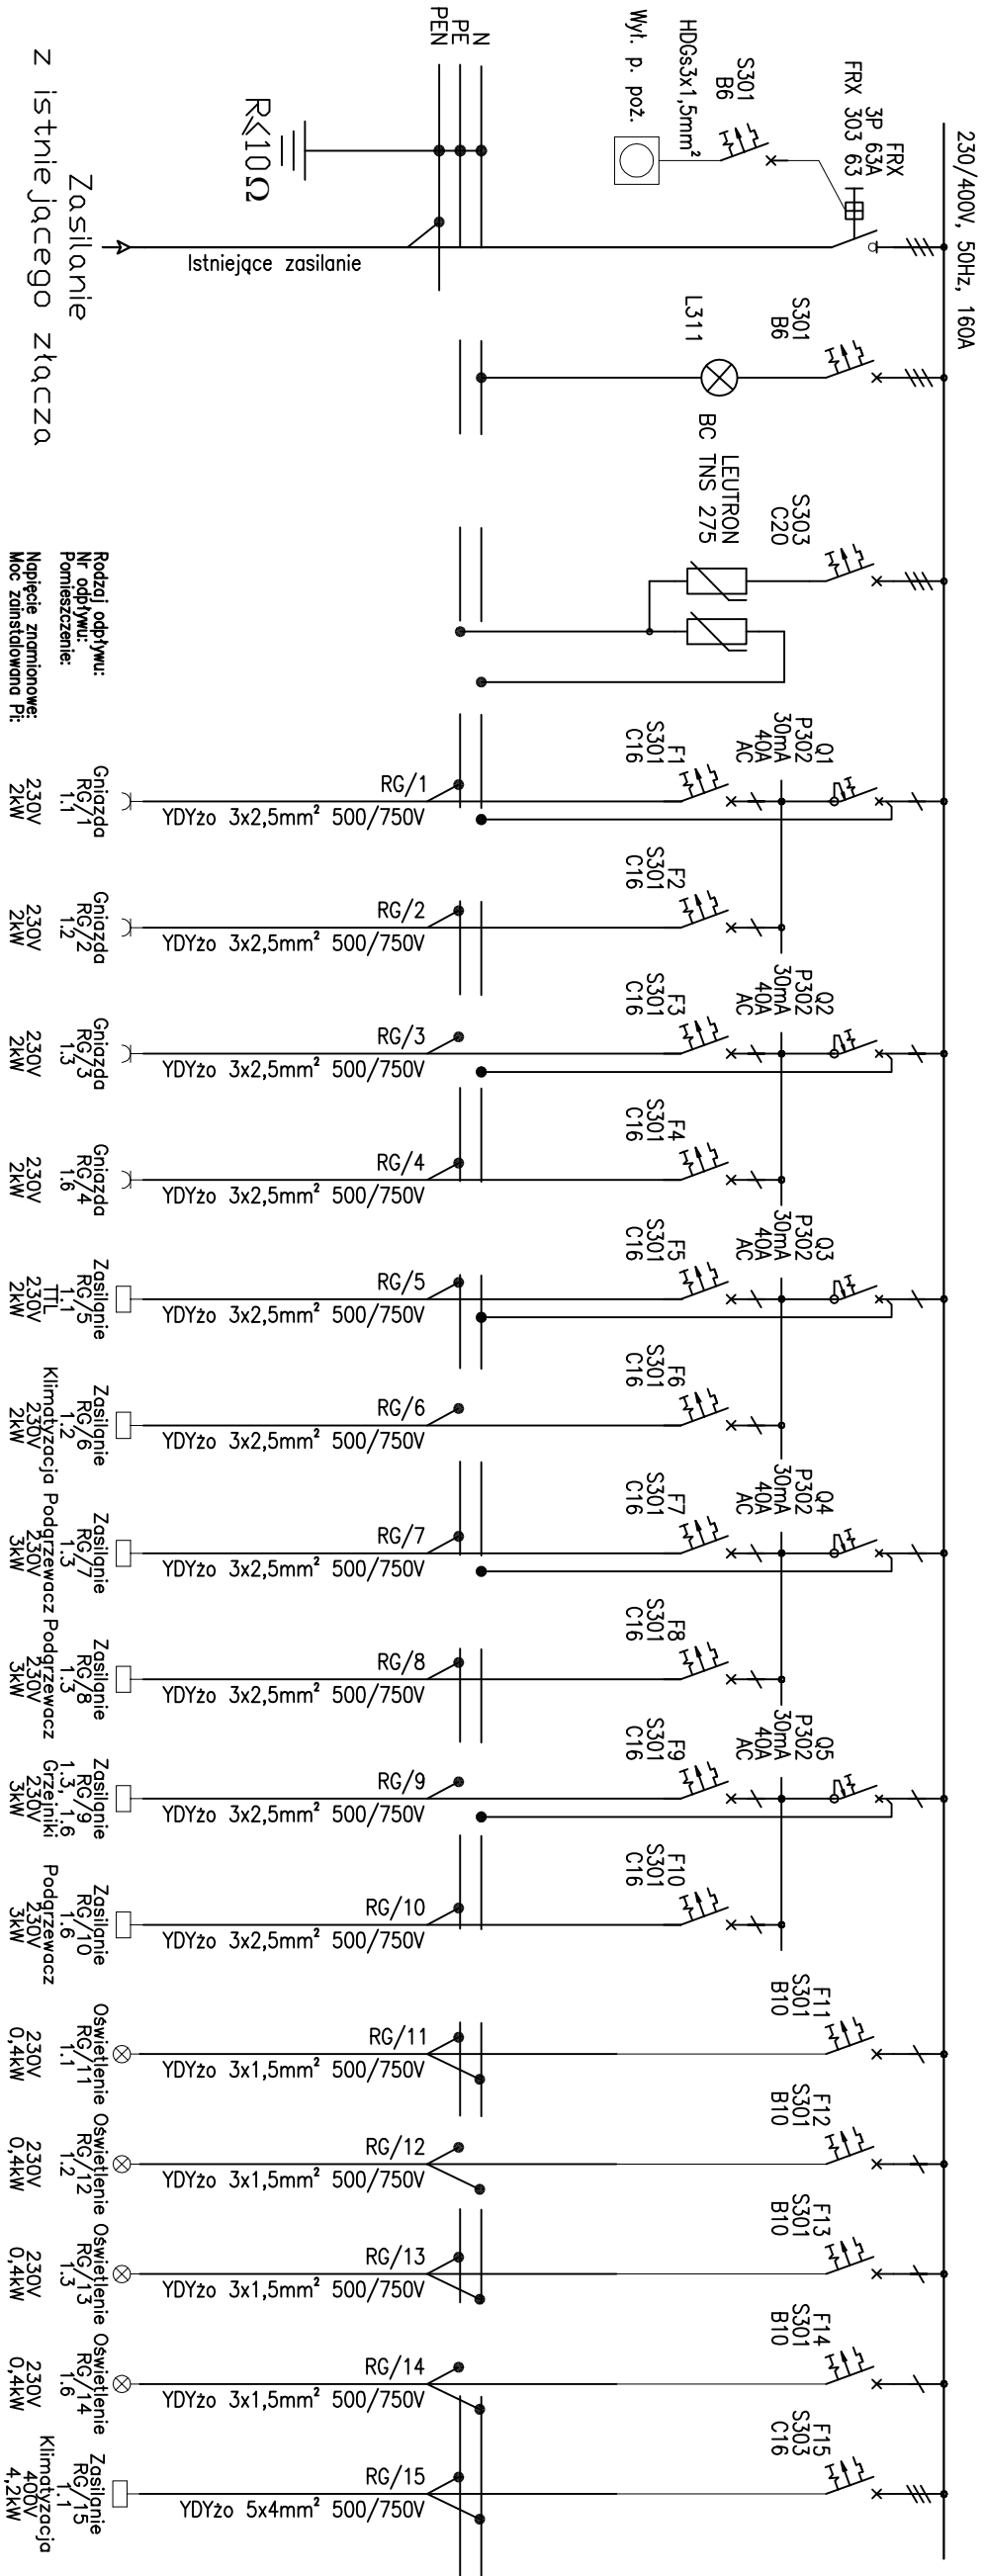 230/400V, 50Hz, 160A
FRX
3P 63A
FRX 303 63
S301
B6
HDGs3x1,5mm²
Wył. p. poż.
N
PE
PEN
R≤10Ω
Istniejące zasilanie
Zasilanie
z istniejącego złącza
S301
B6
L311
S303
C20
LEUTRON
BC TNS 275
Rodzaj odpływu:
Nr odpływu:
Pomieszczenie:
Napięcie znamionowe:
Moc zainstalowana Pi:
Q1
P302
30mA
40A
AC
F1
S301
C16
RG/1
YDYżo 3x2,5mm² 500/750V
Gniazda
RG/1
1.1
230V
2kW
F2
S301
C16
RG/2
YDYżo 3x2,5mm² 500/750V
Gniazda
RG/2
1.2
230V
2kW
Q2
P302
30mA
40A
AC
F3
S301
C16
RG/3
YDYżo 3x2,5mm² 500/750V
Gniazda
RG/3
1.3
230V
2kW
F4
S301
C16
RG/4
YDYżo 3x2,5mm² 500/750V
Gniazda
RG/4
1.6
230V
2kW
Q3
P302
30mA
40A
AC
F5
S301
C16
RG/5
YDYżo 3x2,5mm² 500/750V
Zasilanie
RG/5
1.1
TTL
230V
2kW
F6
S301
C16
RG/6
YDYżo 3x2,5mm² 500/750V
Zasilanie
RG/6
1.2
Klimatyzacja
230V
2kW
Q4
P302
30mA
40A
AC
F7
S301
C16
RG/7
YDYżo 3x2,5mm² 500/750V
Zasilanie
RG/7
1.3
Podgrzewacz
230V
3kW
F8
S301
C16
RG/8
YDYżo 3x2,5mm² 500/750V
Zasilanie
RG/8
1.3
Podgrzewacz
230V
3kW
Q5
P302
30mA
40A
AC
F9
S301
C16
RG/9
YDYżo 3x2,5mm² 500/750V
Zasilanie
RG/9
1.3, 1.6
Grzejniki
230V
3kW
F10
S301
C16
RG/10
YDYżo 3x2,5mm² 500/750V
Zasilanie
RG/10
1.6
Podgrzewacz
230V
3kW
F11
S301
B10
RG/11
YDYżo 3x1,5mm² 500/750V
Oświetlenie
RG/11
1.1
230V
0,4kW
F12
S301
B10
RG/12
YDYżo 3x1,5mm² 500/750V
Oświetlenie
RG/12
1.2
230V
0,4kW
F13
S301
B10
RG/13
YDYżo 3x1,5mm² 500/750V
Oświetlenie
RG/13
1.3
230V
0,4kW
F14
S301
B10
RG/14
YDYżo 3x1,5mm² 500/750V
Oświetlenie
RG/14
1.6
230V
0,4kW
F15
S303
C16
RG/15
YDYżo 5x4mm² 500/750V
Zasilanie
RG/15
1.1
Klimatyzacja
400V
4,2kW